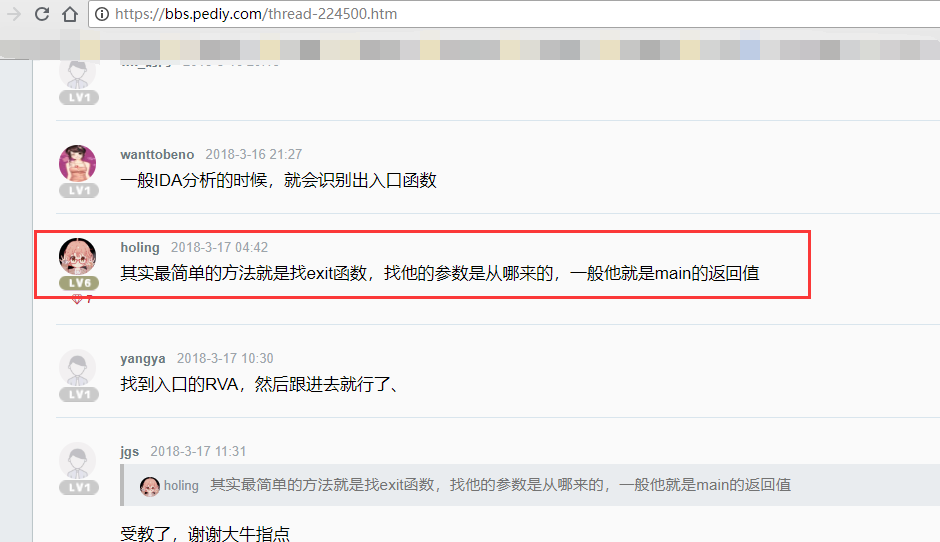 https://bbs.pediy.com/thread-224500.htm
LV1
wanttobeno 2018-3-16 21:27
一般IDA分析的时候，就会识别出入口函数
LV1
holing 2018-3-17 04:42
其实最简单的方法就是找exit函数，找他的参数是从哪来的，一般他就是main的返回值
LV6
7
yangya 2018-3-17 10:30
找到入口的RVA，然后跟进去就行了、
LV1
jgs 2018-3-17 11:31
holing 其实最简单的方法就是找exit函数，找他的参数是从哪来的，一般他就是main的返回值
LV1
受教了，谢谢大牛指点